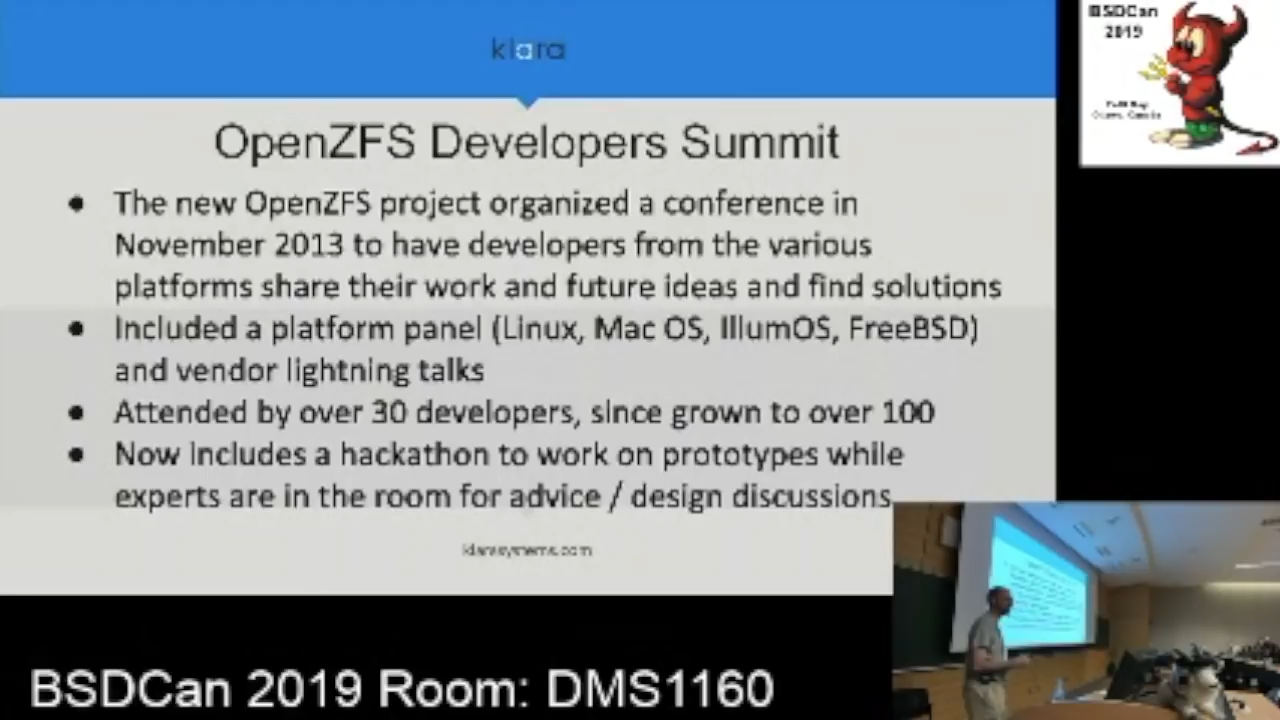 klara
BSDCan
2019
OpenZFS Developers Summit
● The new OpenZFS project organized a conference in
November 2013 to have developers from the various
platforms share their work and future ideas and find solutions
● Included a platform panel (Linux, Mac OS, IllumOS, FreeBSD)
and vendor lightning talks
● Attended by over 30 developers, since grown to over 100
● Now includes a hackathon to work on prototypes while
experts are in the room for advice / design discussions
klarasystems.com
BSDCan 2019 Room: DMS1160